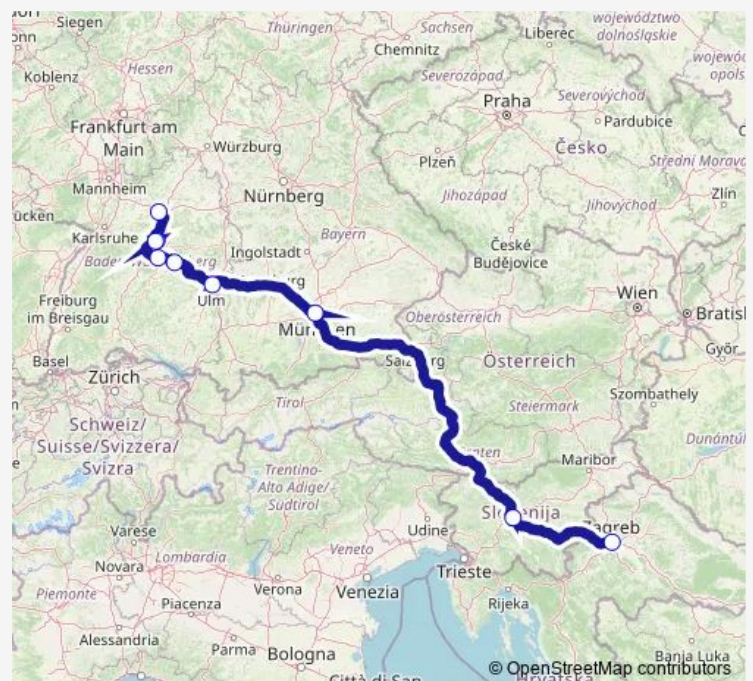 Siegen
Thüringen
Sachsen
Liberec
województwo
dolnośląskie
Chemnitz
Hessen
Koblenz
Severozápad
Severovýchod
Praha
Frankfurt am
Main
Pardubice
Würzburg
Česko
Plzeň
Mannheim
Nürnberg
Jihozápad
Jihovýchod
Zlín
Karlsruhe
České
Budějovice
Bayern
Ingolstadt
Freiburg
im Breisgau
Ulm
Wien
Oberösterreich
München
Basel
Zürich
Österreich
Szombathely
Tirol
Steiermark
Schweiz/
Suisse/Svizzera/
Svizra
Maribor
Trentino-
Alto Adige/
Südtirol
Zagreb
Udine
Varese
Lombardia
Veneto
Trieste
Novara
Verona
Venezia
Rijeka
Piemonte
Piacenza
Alessandria
Parma
Bologna
Banja Luka
© OpenStreetMap contributors